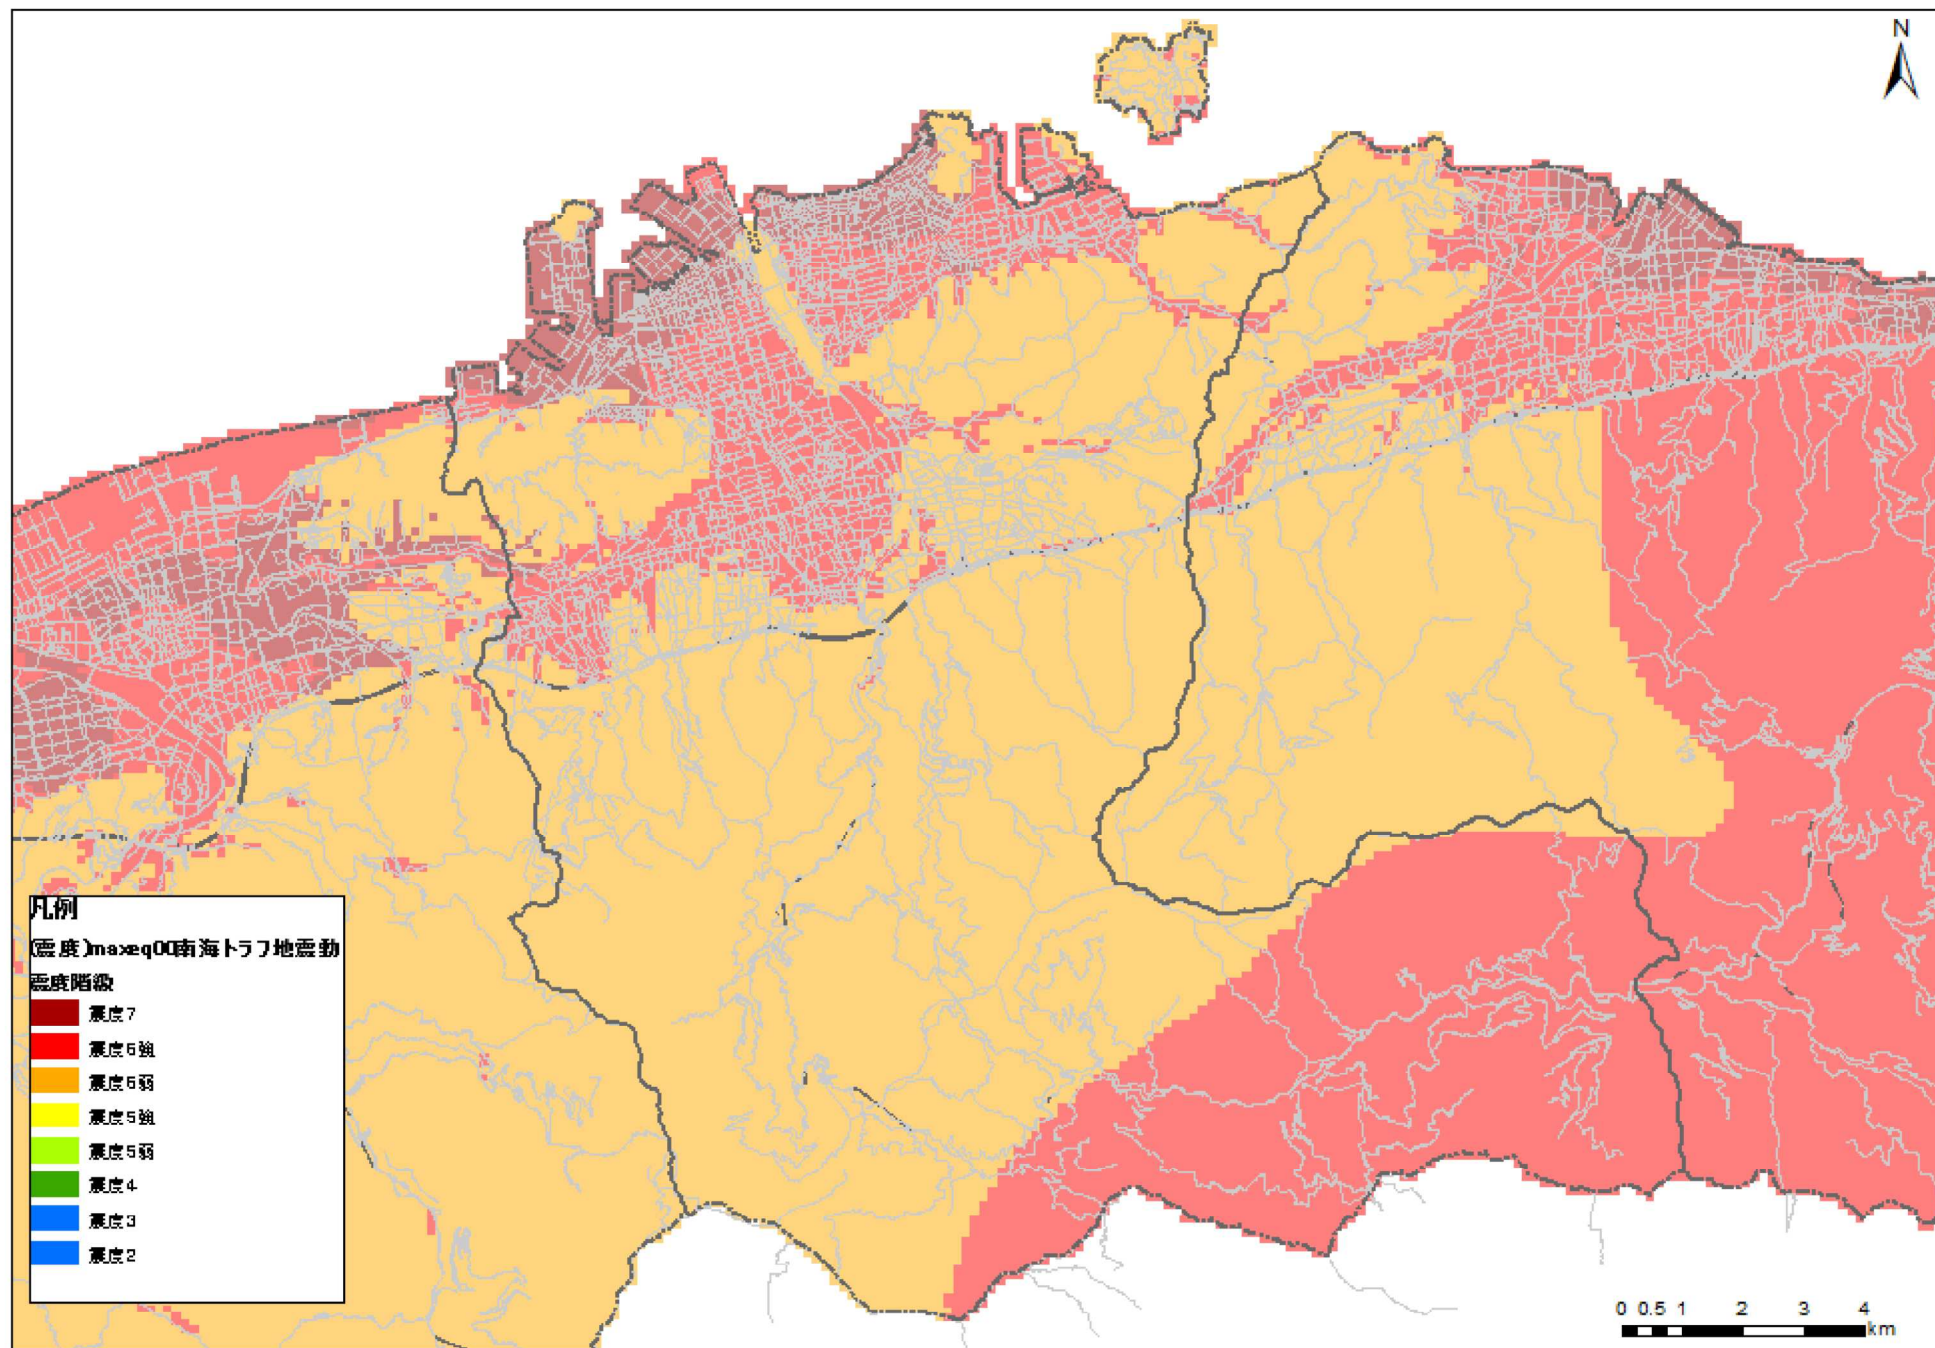 N
凡例
(震度)maxeq00南海トラフ地震動
震度階級
震度7
震度6強
震度6弱
震度5強
震度5弱
震度4
震度3
震度2
0 0.5 1 2 3 4
km